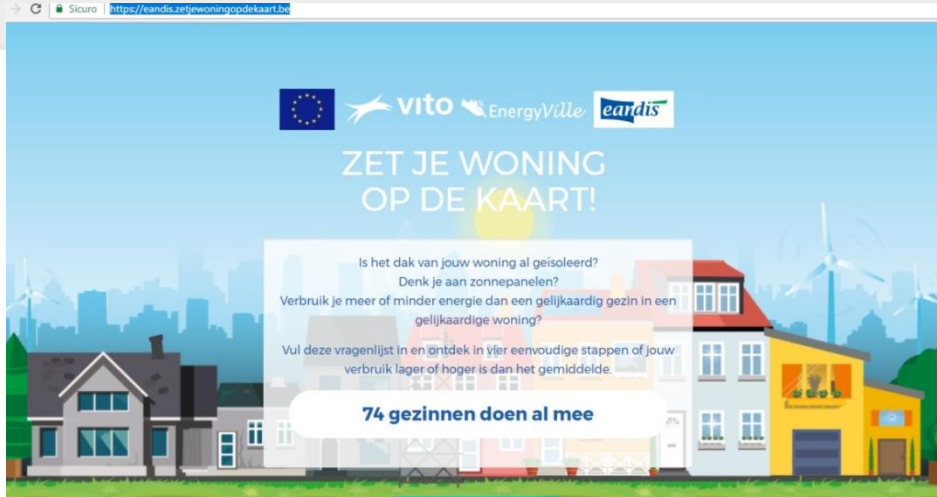 Sicuro https://eandis.zetjewoningopdekaart.be
vito EnergyVille eandis
ZET JE WONING
OP DE KAART!
Is het dak van jouw woning al geïsoleerd?
Denk je aan zonnepanelen?
Verbruik je meer of minder energie dan een gelijkaardig gezin in een
gelijkaardige woning?
Vul deze vragenlijst in en ontdek in vier eenvoudige stappen of jouw
verbruik lager of hoger is dan het gemiddelde.
74 gezinnen doen al mee